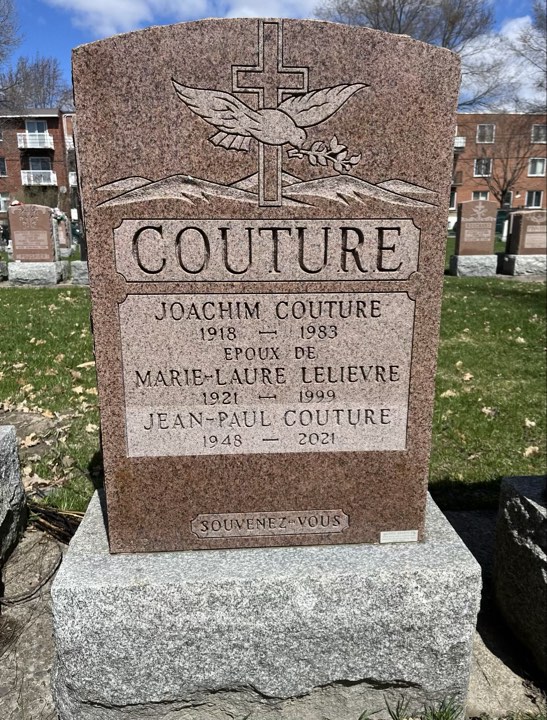 COUTURE
JOACHIM COUTURE
1918 — 1983
EPOUX DE
MARIE-LAURE LELIEVRE
1921 — 1999
JEAN-PAUL COUTURE
1948 — 2021
SOUVENEZ-VOUS